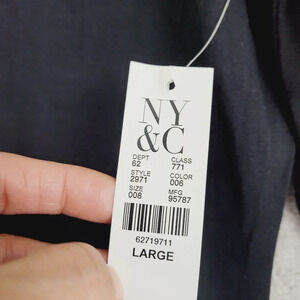 NY
&C
DEPT CLASS
62 771
STYLE COLOR
2971 006
SIZE MFG
008 95787
62719711
LARGE